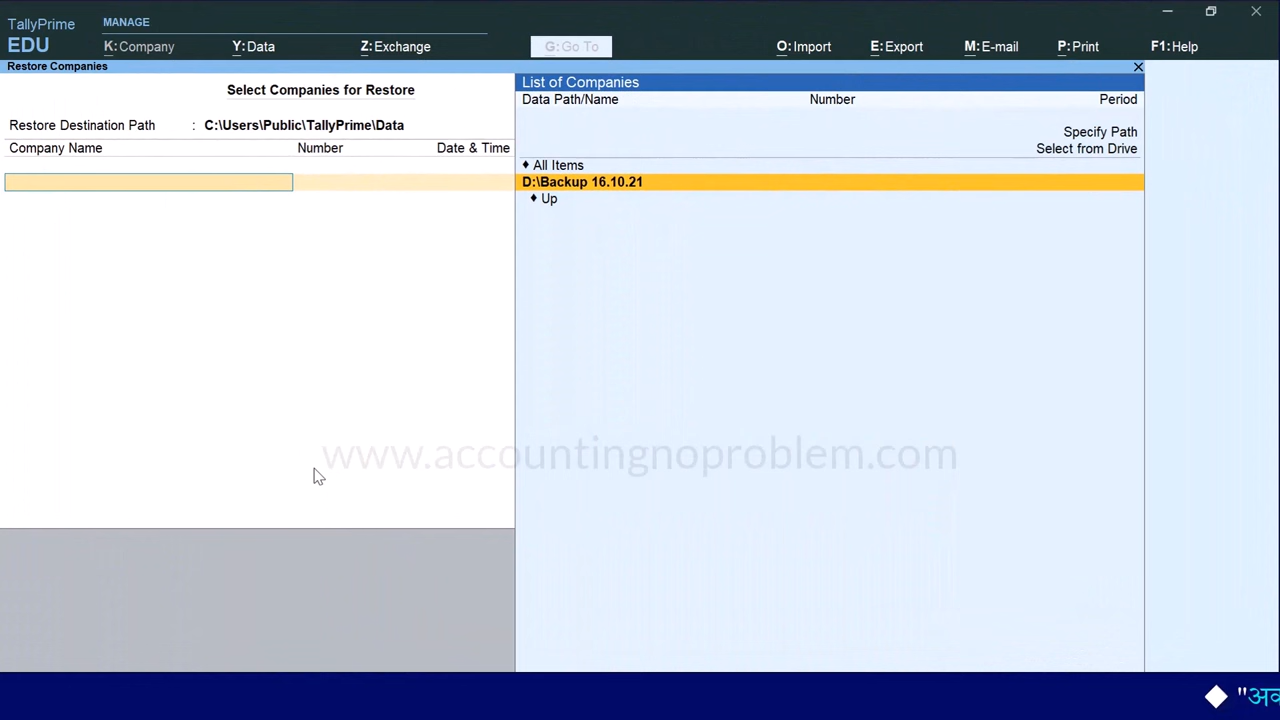 TallyPrime
EDU
MANAGE
K:Company Y:Data Z:Exchange G:Go To O:Import E:Export M:E-mail P:Print F1:Help
Restore Companies
Select Companies for Restore
Restore Destination Path : C:\Users\Public\TallyPrime\Data
Company Name Number Date & Time
List of Companies
Data Path/Name Number Period
Specify Path
Select from Drive
♦ All Items
D:\Backup 16.10.21
♦ Up
www.accountingnoproblem.com